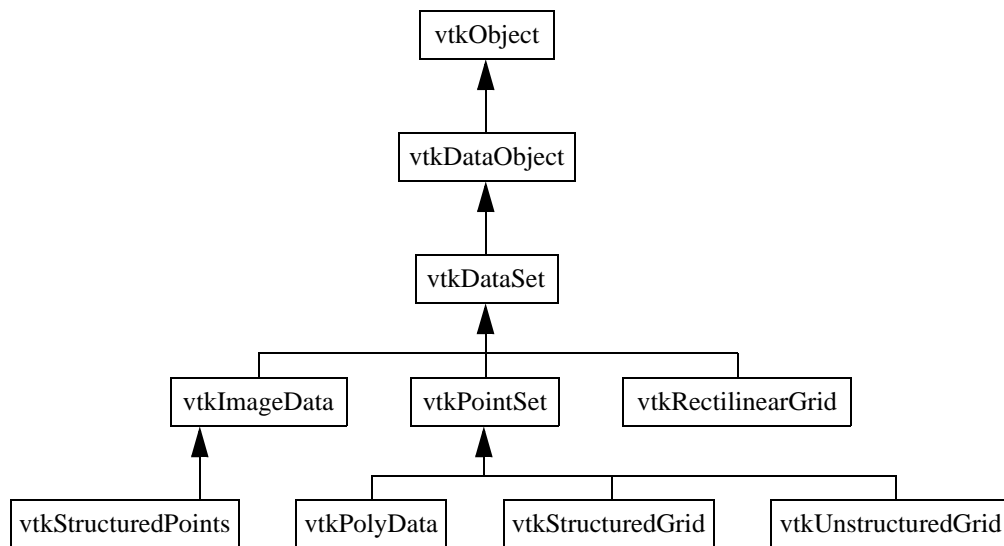 vtkObject
vtkDataObject
vtkDataSet
vtkImageData
vtkPointSet
vtkRectilinearGrid
vtkStructuredPoints
vtkPolyData
vtkStructuredGrid
vtkUnstructuredGrid